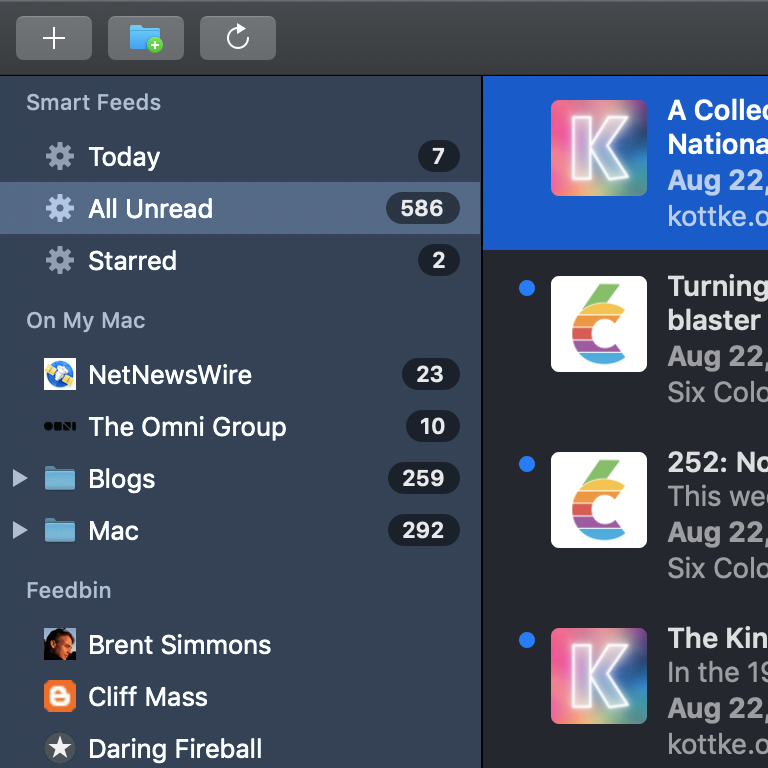 Smart Feeds
Today 7
All Unread 586
Starred 2
On My Mac
NetNewsWire 23
The Omni Group 10
Blogs 259
Mac 292
Feedbin
Brent Simmons
Cliff Mass
Daring Fireball
A Collec
Nationa
Aug 22,
kottke.o
Turning
blaster
Aug 22,
Six Colo
252: No
This wee
Aug 22,
Six Colo
The Kin
In the 19
Aug 22,
kottke.o